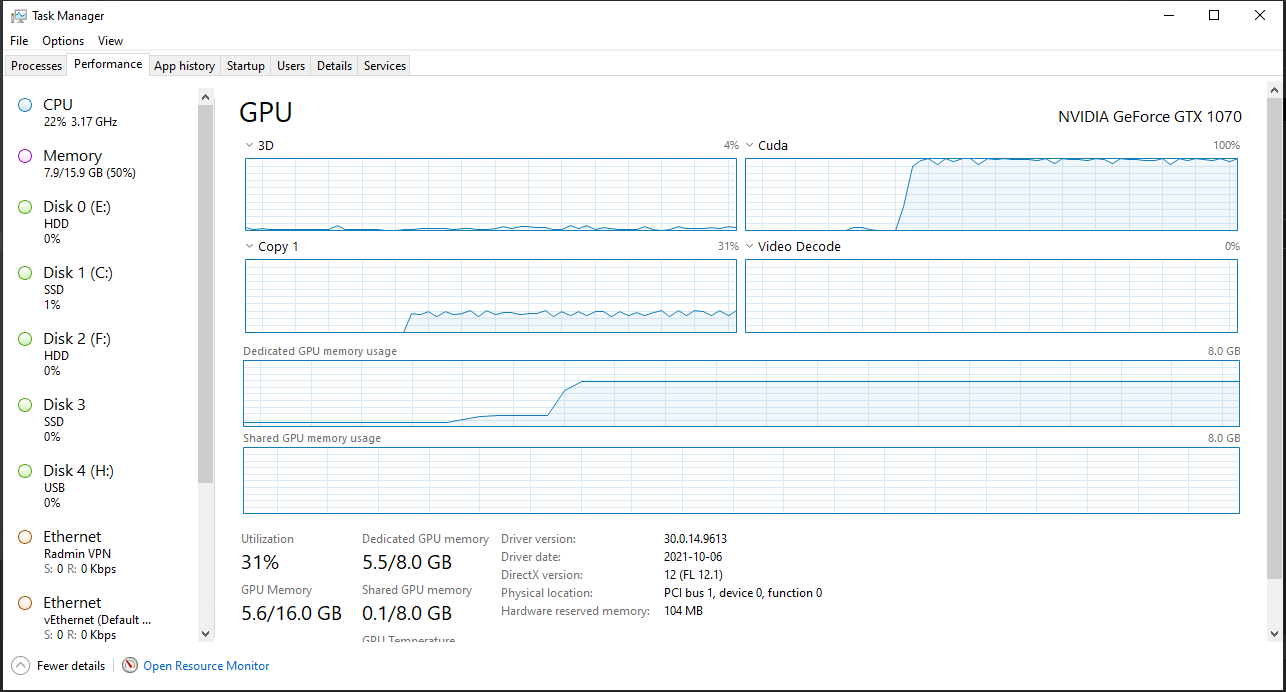 Task Manager
File Options View
Processes Performance App history Startup Users Details Services
CPU
22% 3.17 GHz
Memory
7.9/15.9 GB (50%)
Disk 0 (E:)
HDD
0%
Disk 1 (C:)
SSD
1%
Disk 2 (F:)
HDD
0%
Disk 3
SSD
0%
Disk 4 (H:)
USB
0%
Ethernet
Radmin VPN
S: 0 R: 0 Kbps
Ethernet
vEthernet (Default ...
S: 0 R: 0 Kbps
GPU NVIDIA GeForce GTX 1070
3D 4% Cuda 100%
Copy 1 31% Video Decode 0%
Dedicated GPU memory usage 8.0 GB
Shared GPU memory usage 8.0 GB
Utilization
31%
Dedicated GPU memory
5.5/8.0 GB
GPU Memory
5.6/16.0 GB
Shared GPU memory
0.1/8.0 GB
GPU Temperature
Driver version: 30.0.14.9613
Driver date: 2021-10-06
DirectX version: 12 (FL 12.1)
Physical location: PCI bus 1, device 0, function 0
Hardware reserved memory: 104 MB
Fewer details Open Resource Monitor